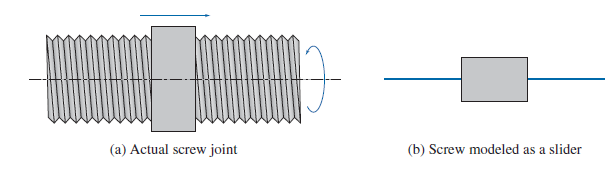 (a) Actual screw joint
(b) Screw modeled as a slider